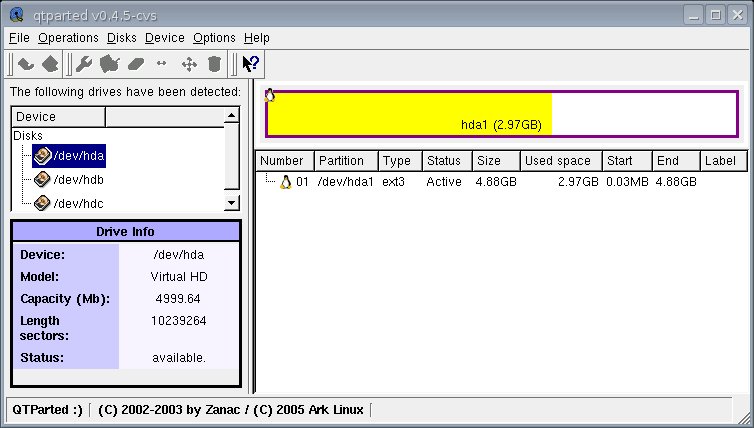 qtparted v0.4.5-cvs
File Operations Disks Device Options Help
The following drives have been detected:
Device
Disks
/dev/hda
/dev/hdb
/dev/hdc
Drive Info
Device: /dev/hda
Model: Virtual HD
Capacity (Mb): 4999.64
Length sectors: 10239264
Status: available.
hda1 (2.97GB)
Number Partition Type Status Size Used space Start End Label
01 /dev/hda1 ext3 Active 4.88GB 2.97GB 0.03MB 4.88GB
QTParted :) (C) 2002-2003 by Zanac / (C) 2005 Ark Linux